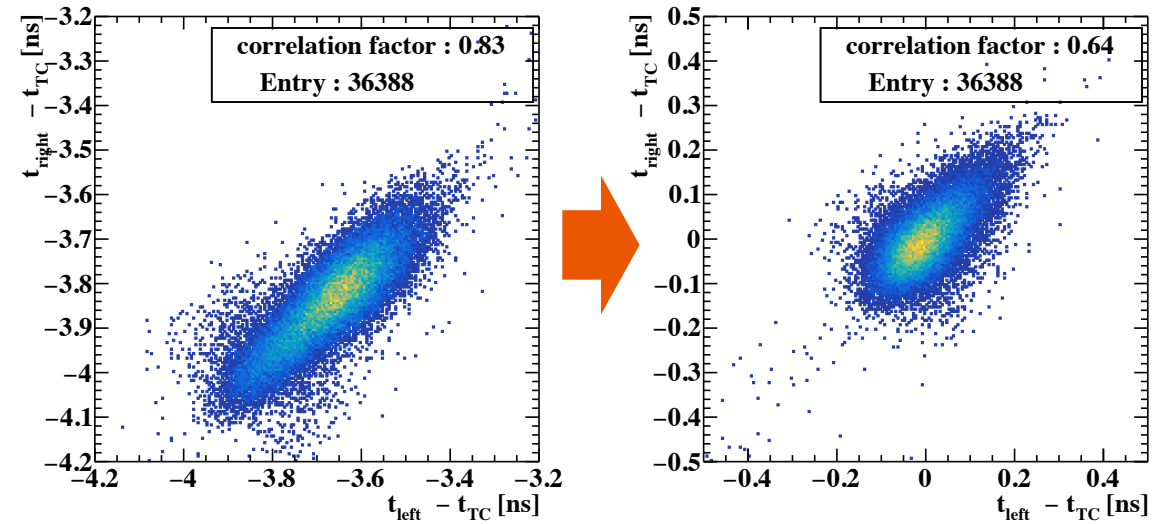 correlation factor : 0.83
Entry : 36388
t_right − t_TC [ns]
−3.2
−3.3
−3.4
−3.5
−3.6
−3.7
−3.8
−3.9
−4
−4.1
−4.2
−4.2 −4 −3.8 −3.6 −3.4 −3.2
t_left − t_TC [ns]
correlation factor : 0.64
Entry : 36388
t_right − t_TC [ns]
0.5
0.4
0.3
0.2
0.1
0
−0.1
−0.2
−0.3
−0.4
−0.5
−0.4 −0.2 0 0.2 0.4
t_left − t_TC [ns]